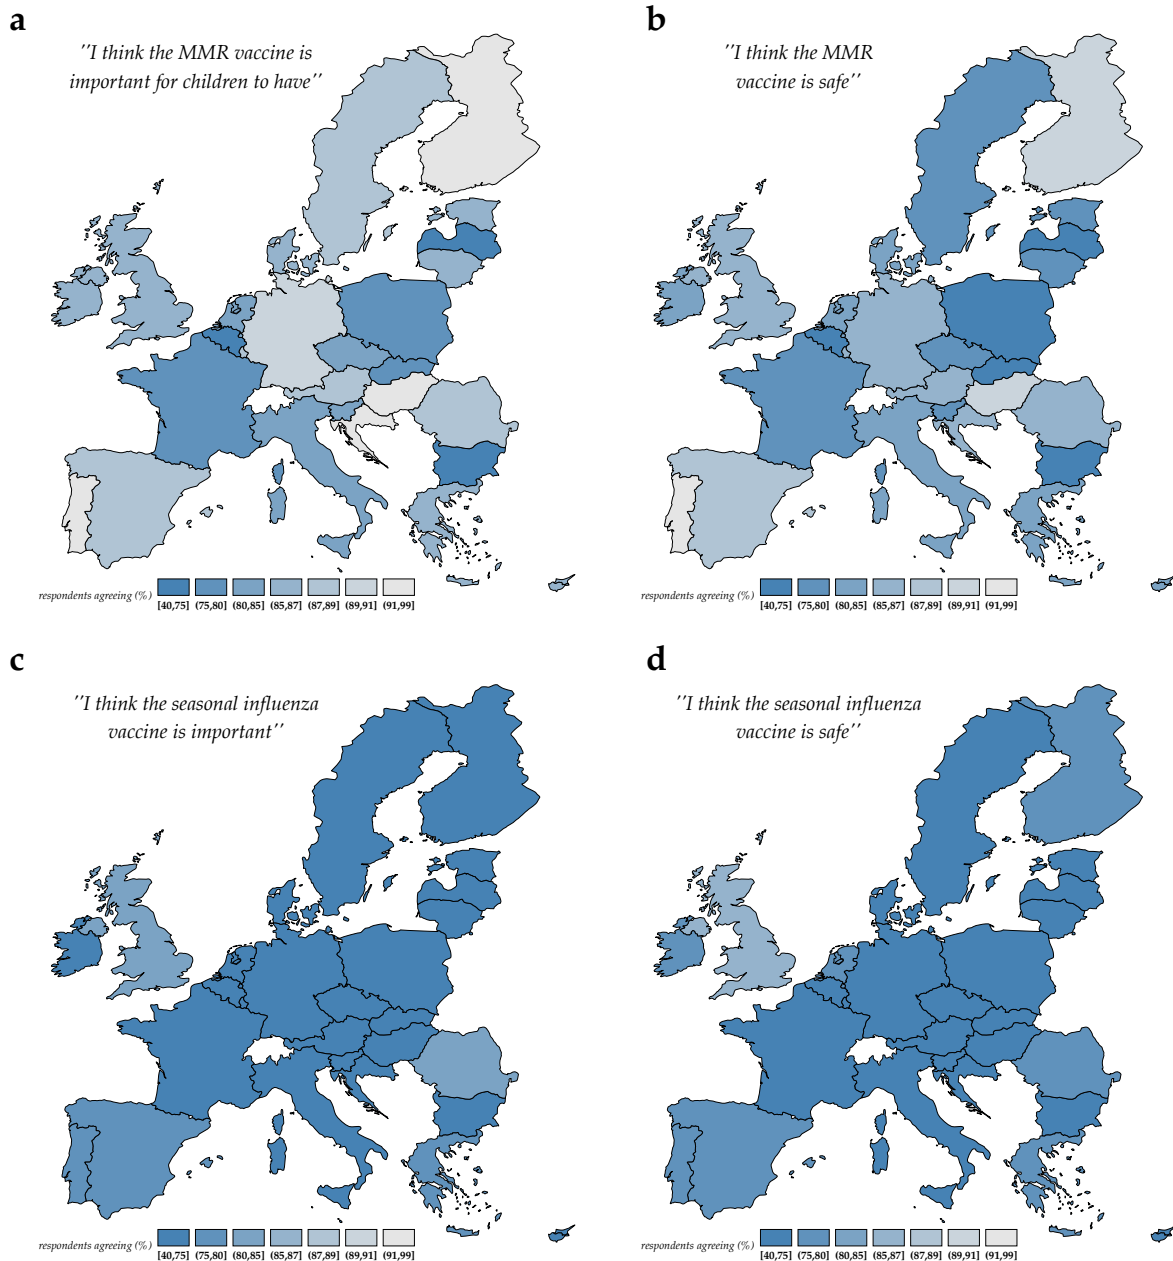 a
"I think the MMR vaccine is
important for children to have"
respondents agreeing (%)
[40,75] (75,80] (80,85] (85,87] (87,89] (89,91] (91,99]
b
"I think the MMR
vaccine is safe"
respondents agreeing (%)
[40,75] (75,80] (80,85] (85,87] (87,89] (89,91] (91,99]
c
"I think the seasonal influenza
vaccine is important"
respondents agreeing (%)
[40,75] (75,80] (80,85] (85,87] (87,89] (89,91] (91,99]
d
"I think the seasonal influenza
vaccine is safe"
respondents agreeing (%)
[40,75] (75,80] (80,85] (85,87] (87,89] (89,91] (91,99]